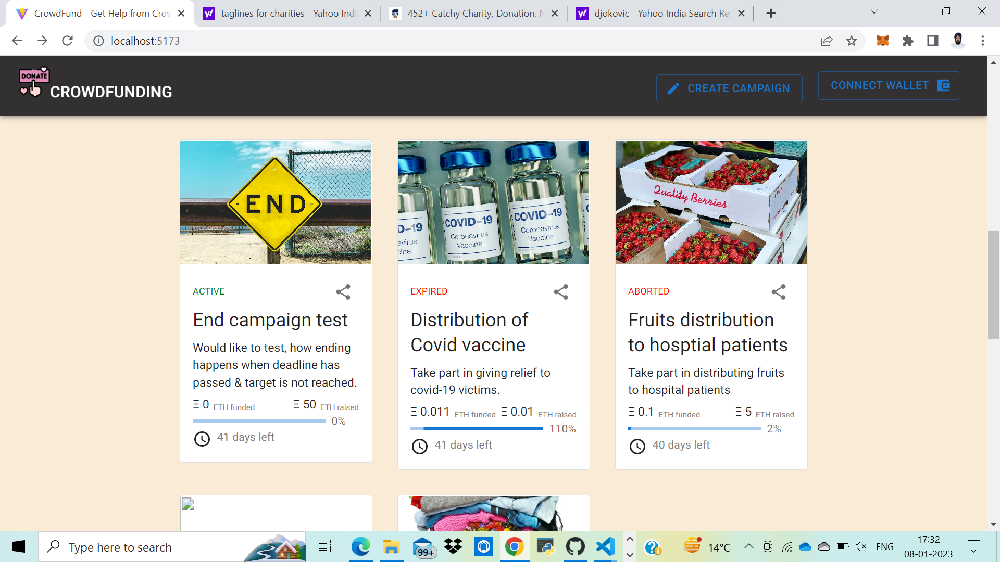 CrowdFund - Get Help from Crow
taglines for charities - Yahoo Indi
452+ Catchy Charity, Donation, N
djokovic - Yahoo India Search Res
localhost:5173
DONATE
CROWDFUNDING
CREATE CAMPAIGN
CONNECT WALLET
END
COVID-19
Coronavirus
Vaccine
COVID-19
Coronavirus
Vaccine
D-19
avirus
cine
Quality Berries
ACTIVE
End campaign test
Would like to test, how ending
happens when deadline has
passed & target is not reached.
Ξ 0 ETH funded Ξ 50 ETH raised
0%
41 days left
EXPIRED
Distribution of
Covid vaccine
Take part in giving relief to
covid-19 victims.
Ξ 0.011 ETH funded Ξ 0.01 ETH raised
110%
41 days left
ABORTED
Fruits distribution
to hosptial patients
Take part in distributing fruits
to hospital patients
Ξ 0.1 ETH funded Ξ 5 ETH raised
2%
40 days left
Type here to search
99+
14°C
ENG
17:32
08-01-2023